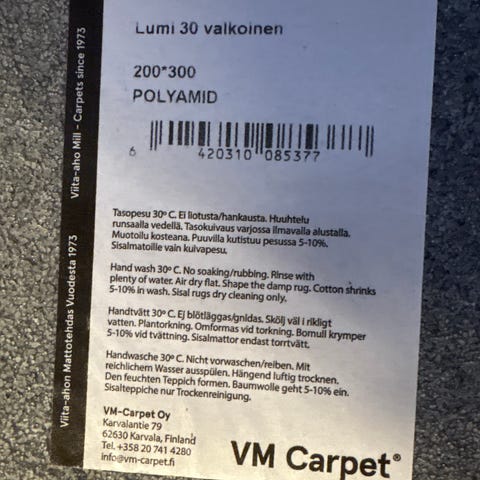 Lumi 30 valkoinen
200*300
POLYAMID
6 420310 085377
Viita-aho Mill - Carpets since 1973
Viita-ahon Mattotehdas Vuodesta 1973
Tasopesu 30º C. Ei liotusta/hankausta. Huuhtelu
runsaalla vedellä. Tasokuivaus varjossa ilmavalla alustalla.
Muotoilu kosteana. Puuvilla kutistuu pesussa 5-10%.
Sisalmatoille vain kuivapesu.
Hand wash 30º C. No soaking/rubbing. Rinse with
plenty of water. Air dry flat. Shape the damp rug. Cotton shrinks
5-10% in wash. Sisal rugs dry cleaning only.
Handtvätt 30º C. Ej blötläggas/gnidas. Skölj väl i rikligt
vatten. Plantorkning. Omformas vid torkning. Bomull krymper
5-10% vid tvättning. Sisalmattor endast torrtvätt.
Handwasche 30º C. Nicht vorwaschen/reiben. Mit
reichlichem Wasser ausspülen. Hängend luftig trocknen.
Den feuchten Teppich formen. Baumwolle geht 5-10% ein.
Sisalteppiche nur Trockenreinigung.
VM-Carpet Oy
Karvalantie 79
62630 Karvala, Finland
Tel. +358 20 741 4280
info@vm-carpet.fi
VM Carpet®